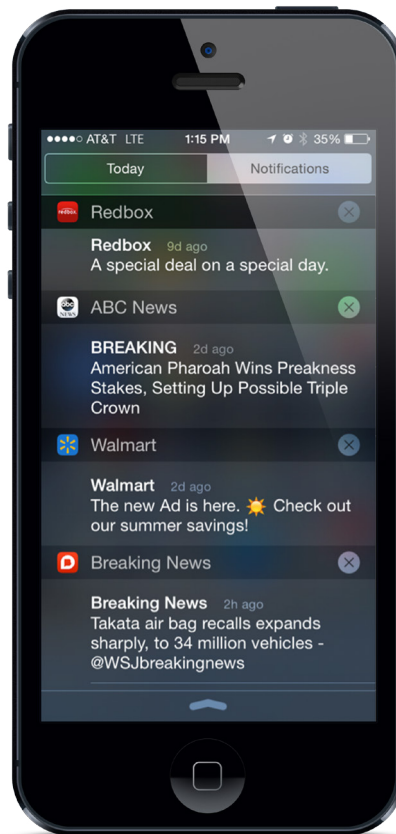 AT&T LTE 1:15 PM 35%
Today Notifications
redbox
Redbox
Redbox 9d ago
A special deal on a special day.
abc
NEWS
ABC News
BREAKING 2d ago
American Pharoah Wins Preakness
Stakes, Setting Up Possible Triple
Crown
Walmart
Walmart 2d ago
The new Ad is here. ☀️ Check out
our summer savings!
Breaking News
Breaking News 2h ago
Takata air bag recalls expands
sharply, to 34 million vehicles -
@WSJbreakingnews